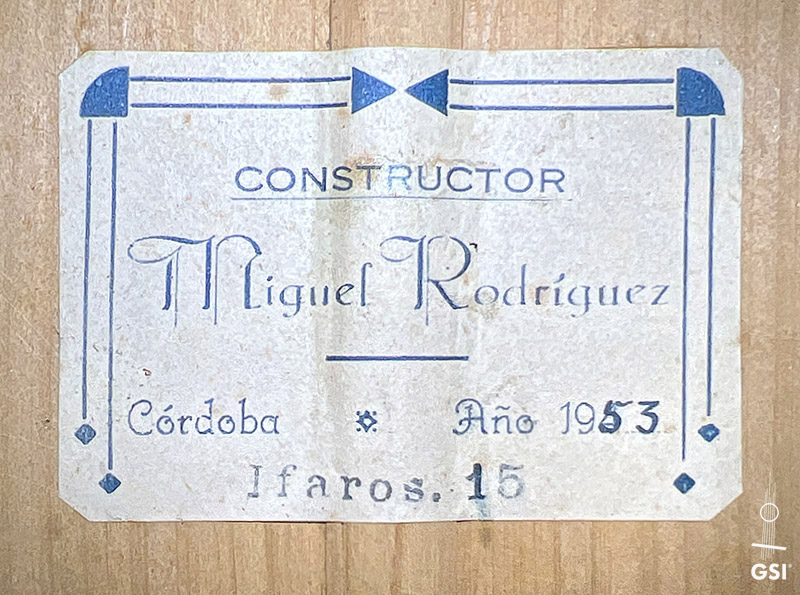 CONSTRUCTOR
Miguel Rodríguez
Córdoba Año 1953
Ifaros. 15
GSI